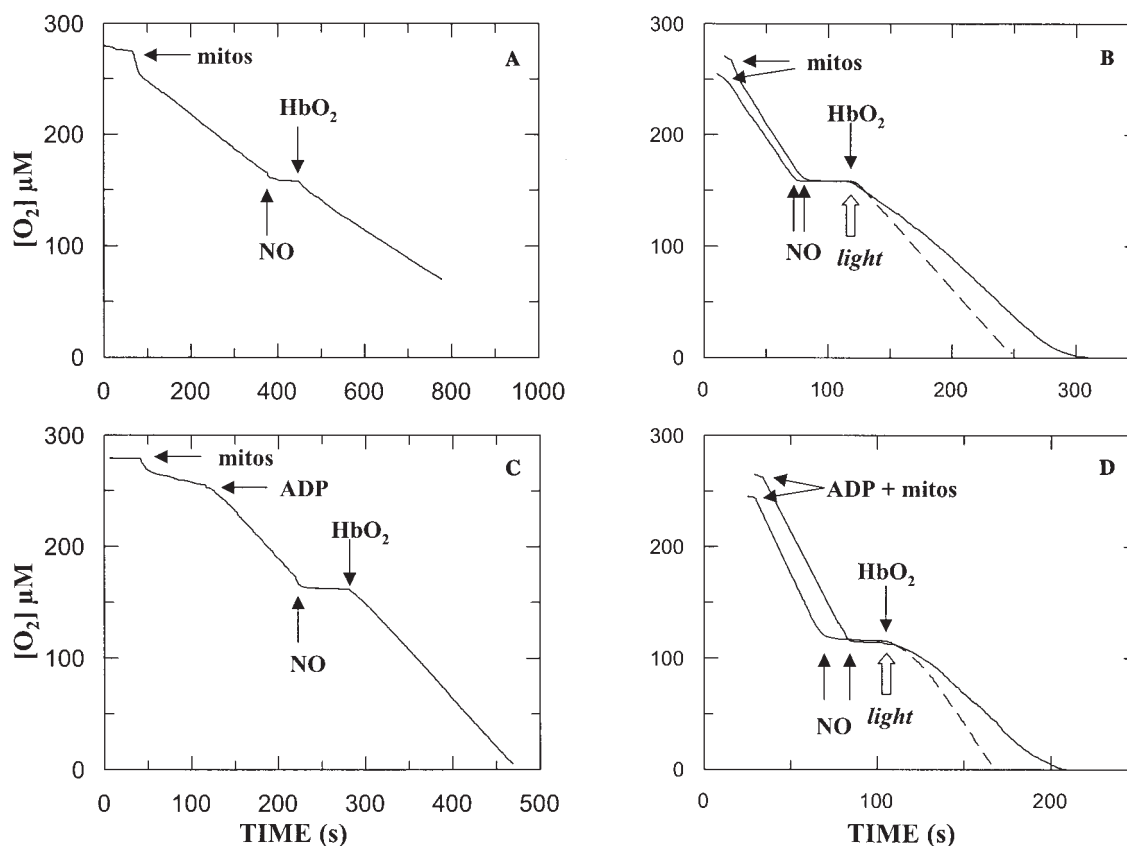 300
200
100
0
[O₂] µM
mitos
A
HbO₂
NO
0 200 400 600 800 1000
300
200
100
0
mitos
B
HbO₂
NO
light
0 100 200 300
300
200
100
0
[O₂] µM
mitos
C
ADP
HbO₂
NO
0 100 200 300 400 500
TIME (s)
300
200
100
0
D
ADP + mitos
HbO₂
NO
light
0 100 200
TIME (s)